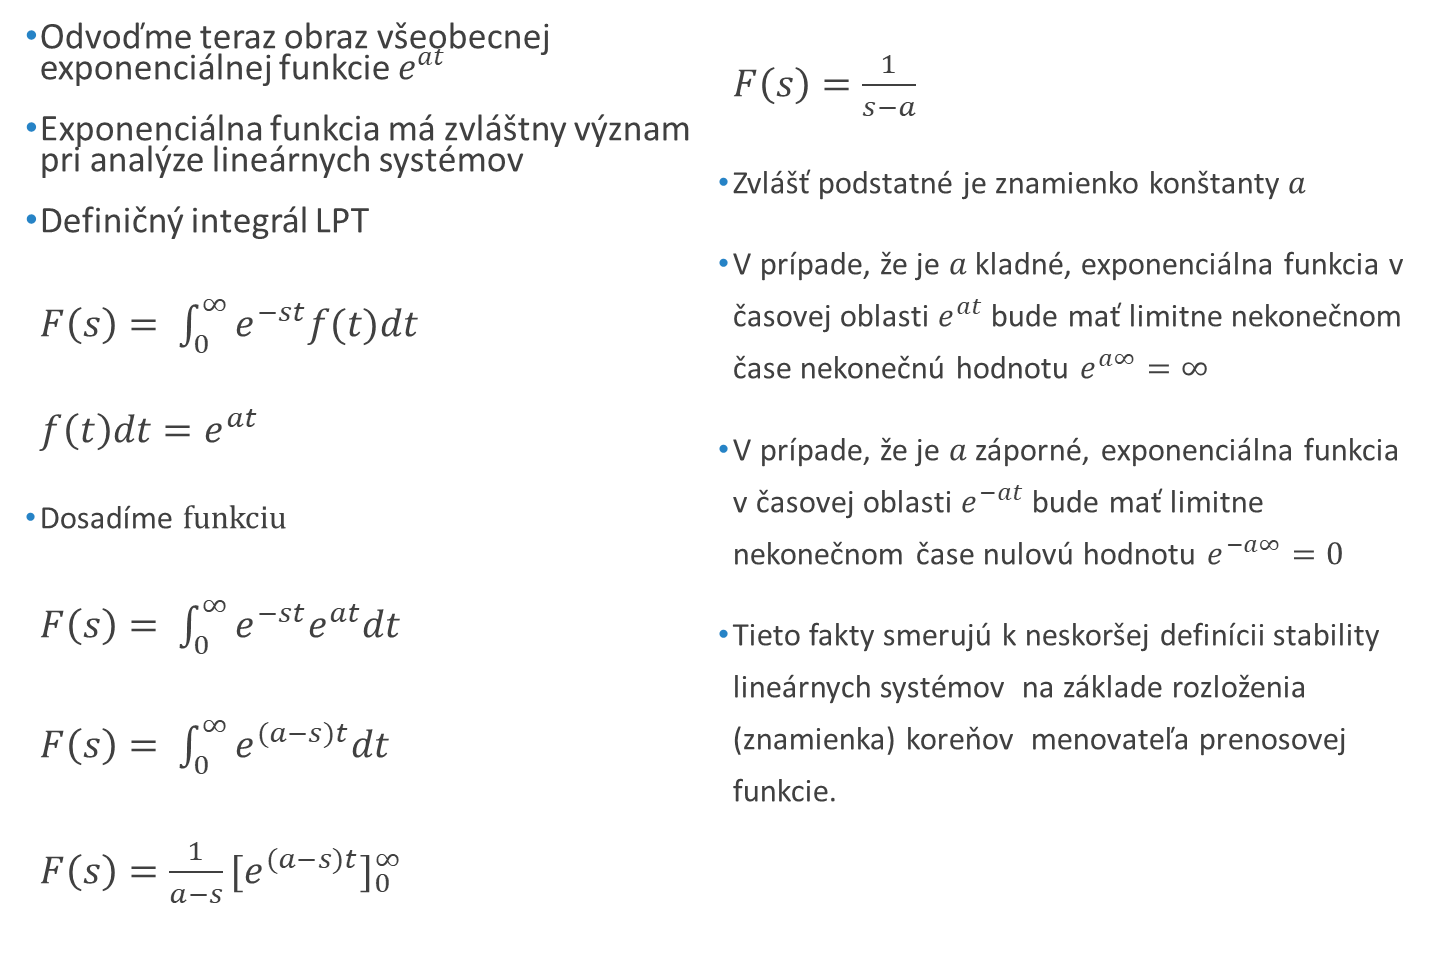 •Odvoďme teraz obraz všeobecnej
exponenciálnej funkcie e^{at}
•Exponenciálna funkcia má zvláštny význam
pri analýze lineárnych systémov
•Definičný integrál LPT
F(s) = ∫_0^∞ e^{-st} f(t)dt
f(t)dt = e^{at}
•Dosadíme funkciu
F(s) = ∫_0^∞ e^{-st} e^{at} dt
F(s) = ∫_0^∞ e^{(a-s)t} dt
F(s) = \frac{1}{a-s} [e^{(a-s)t}]_0^∞
F(s) = \frac{1}{s-a}
•Zvlášť podstatné je znamienko konštanty a
•V prípade, že je a kladné, exponenciálna funkcia v
časovej oblasti e^{at} bude mať limitne nekonečnom
čase nekonečnú hodnotu e^{a∞} = ∞
•V prípade, že je a záporné, exponenciálna funkcia
v časovej oblasti e^{-at} bude mať limitne
nekonečnom čase nulovú hodnotu e^{-a∞} = 0
•Tieto fakty smerujú k neskoršej definícii stability
lineárnych systémov na základe rozloženia
(znamienka) koreňov menovateľa prenosovej
funkcie.